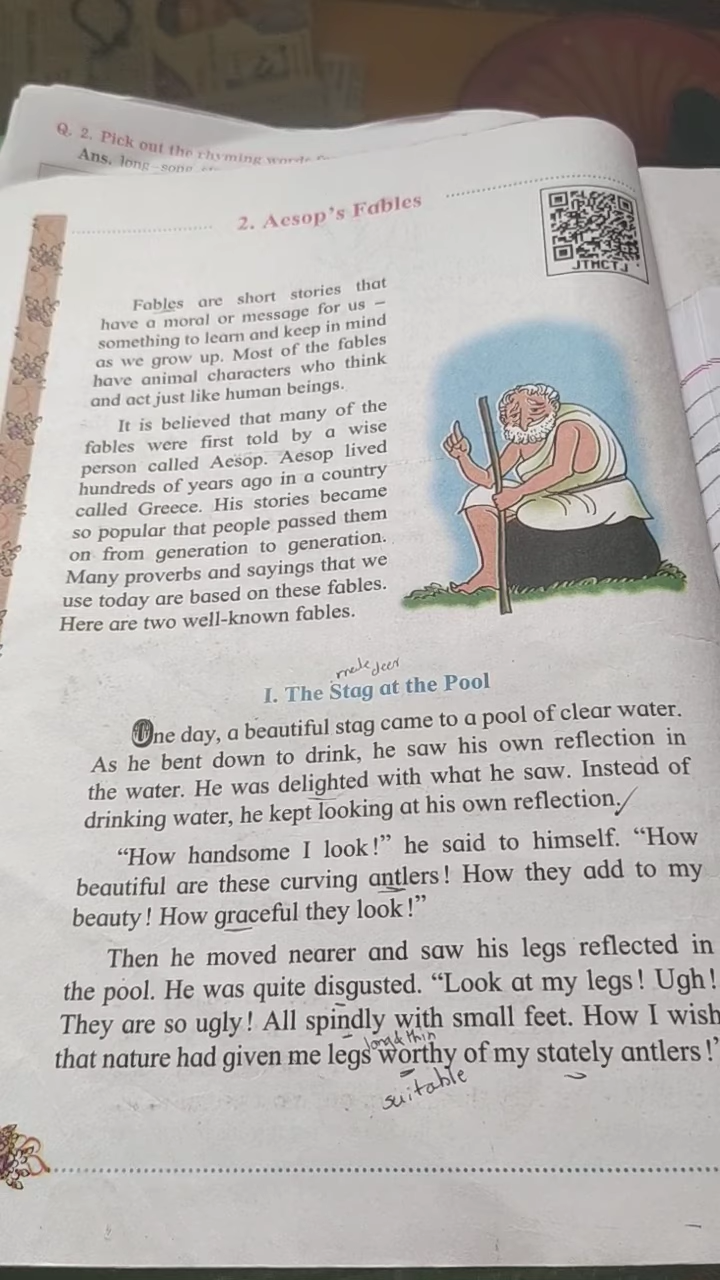 Q. 2. Pick out the rhyming words
Ans. long-song
2. Aesop's Fables
JTMCTJ
Fables are short stories that
have a moral or message for us –
something to learn and keep in mind
as we grow up. Most of the fables
have animal characters who think
and act just like human beings.
It is believed that many of the
fables were first told by a wise
person called Aesop. Aesop lived
hundreds of years ago in a country
called Greece. His stories became
so popular that people passed them
on from generation to generation.
Many proverbs and sayings that we
use today are based on these fables.
Here are two well-known fables.
male deer
I. The Stag at the Pool
One day, a beautiful stag came to a pool of clear water.
As he bent down to drink, he saw his own reflection in
the water. He was delighted with what he saw. Instead of
drinking water, he kept looking at his own reflection.
“How handsome I look!” he said to himself. “How
beautiful are these curving antlers! How they add to my
beauty! How graceful they look!”
Then he moved nearer and saw his legs reflected in
the pool. He was quite disgusted. “Look at my legs! Ugh!
They are so ugly! All spindly with small feet. How I wish
long & thin
that nature had given me legs worthy of my stately antlers!”
suitable